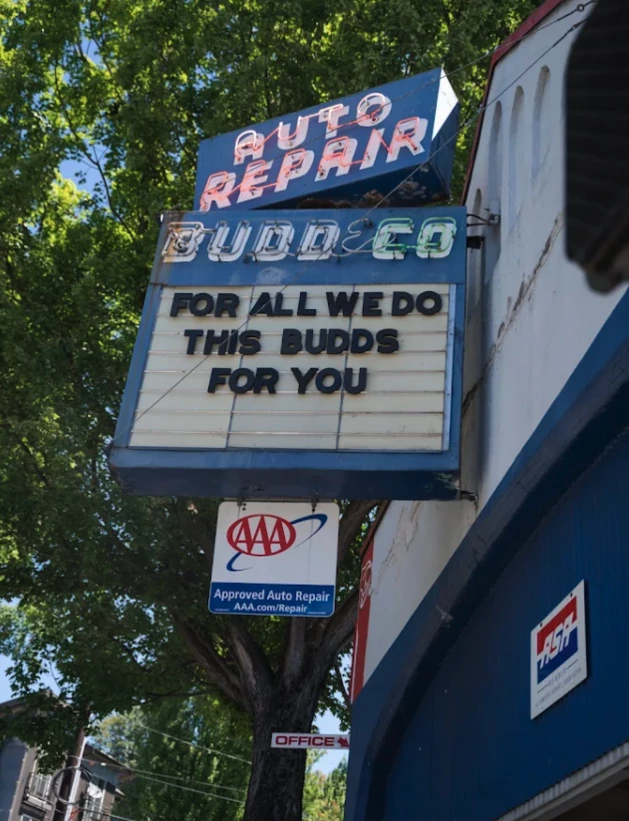 AUTO
REPAIR
BUDD & CO
FOR ALL WE DO
THIS BUDDS
FOR YOU
AAA
Approved Auto Repair
AAA.com/Repair
ASA
OFFICE